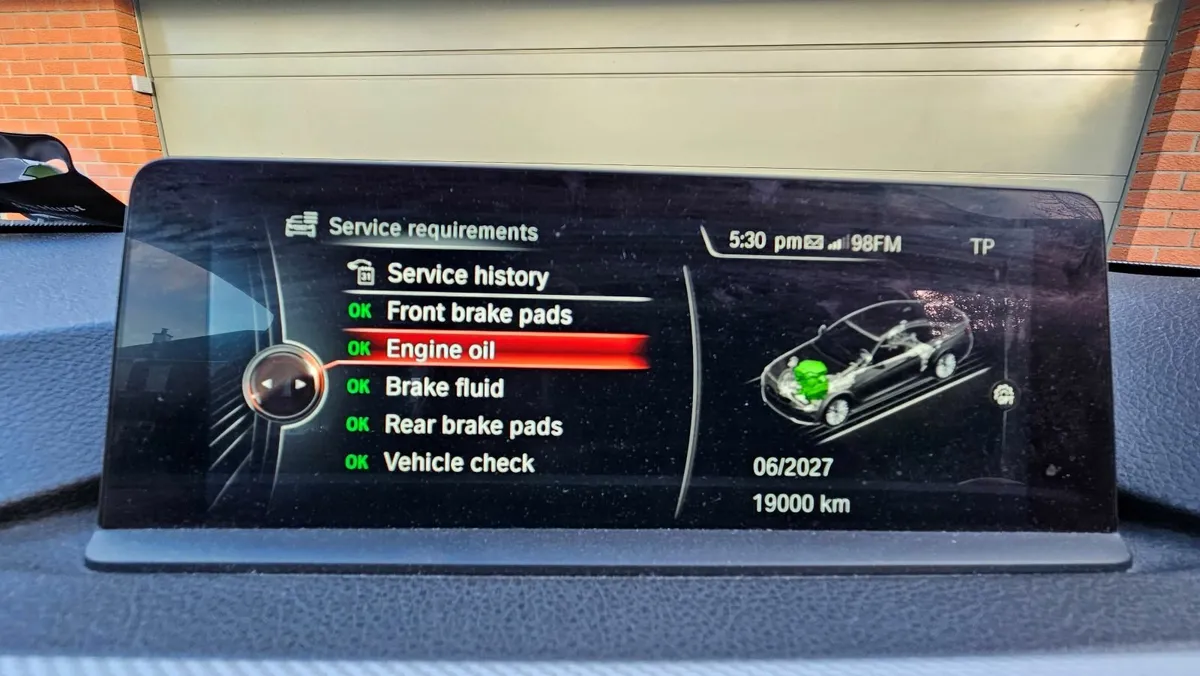 Service requirements
5:30 pm 98FM TP
31 Service history
OK Front brake pads
OK Engine oil
OK Brake fluid
OK Rear brake pads
OK Vehicle check
06/2027
19000 km